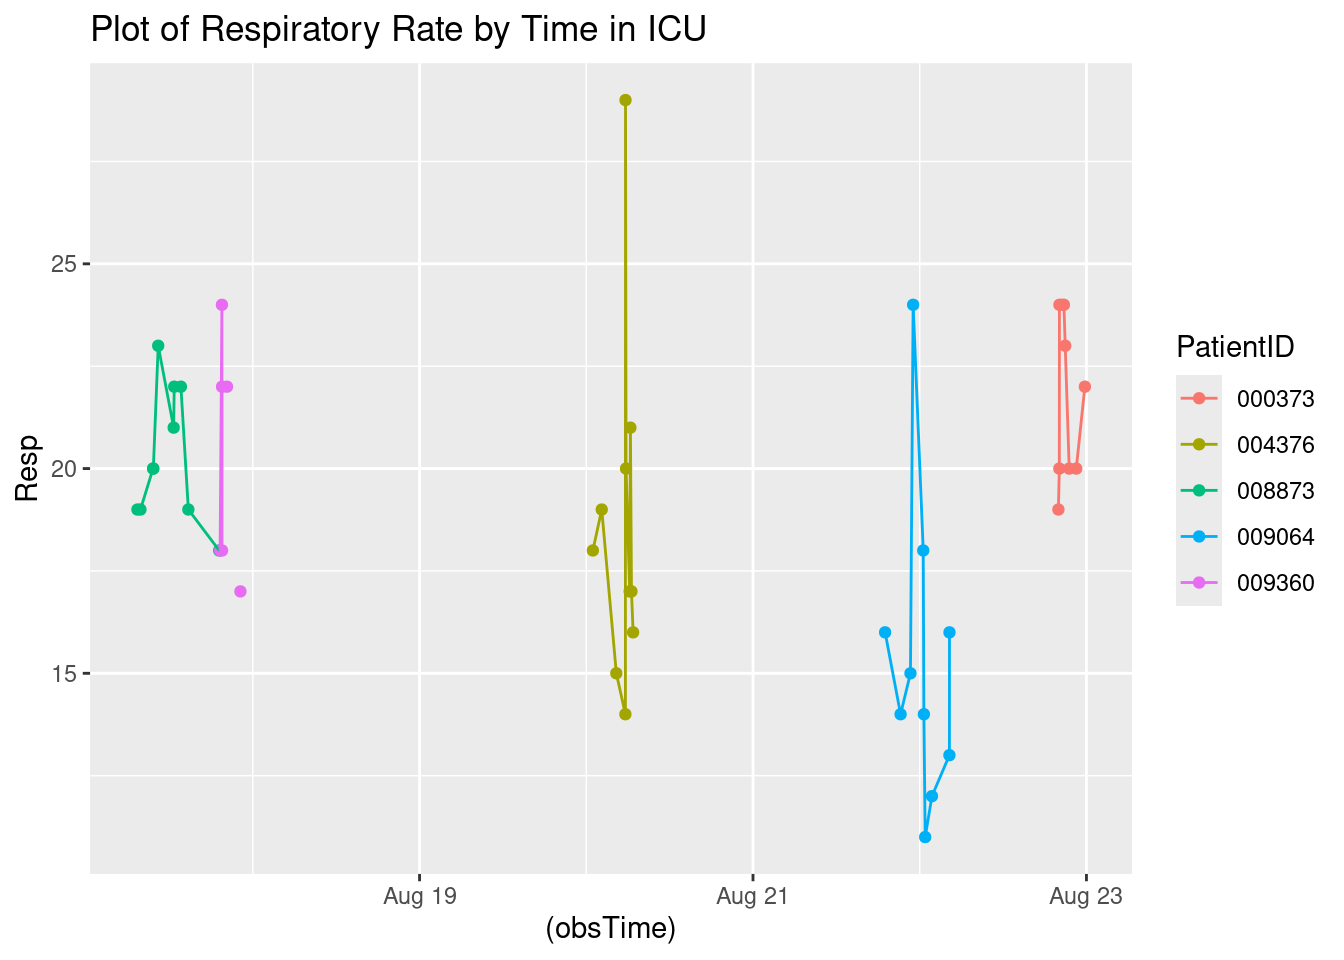 Plot of Respiratory Rate by Time in ICU
25
20
15
Resp
Aug 19
Aug 21
Aug 23
(obsTime)
PatientID
000373
004376
008873
009064
009360